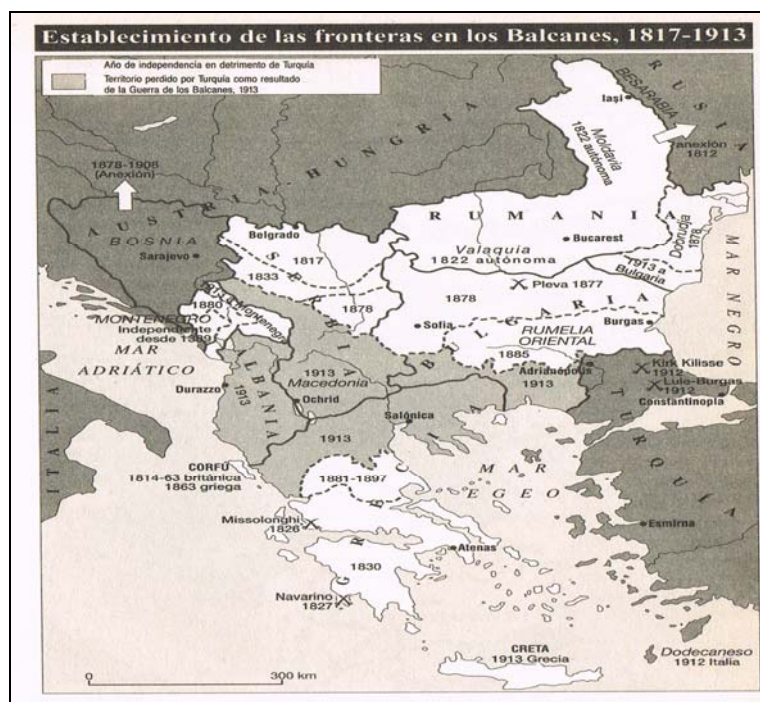 Establecimiento de las fronteras en los Balcanes, 1817-1913
Año de independencia en detrimento de Turquía
Territorio perdido por Turquía como resultado
de la Guerra de los Balcanes, 1913
RUSIA
BESARABIA
Iaşi
anexión
1812
Moldavia
1822 autónoma
1878-1908
(Anexión)
AUSTRIA HUNGRIA
BOSNIA
Sarajevo
Belgrado
1817
1833
1878
SERBIA
RUMANIA
Valaquia
1822 autónoma
Bucarest
Dobrudja
1878
1913 a
Bulgaria
MAR NEGRO
1878
Pleva 1877
BULGARIA
Sofía
RUMELIA
ORIENTAL
Burgas
1885
1880
MONTENEGRO
Independiente
desde 1389
MAR
ADRIÁTICO
ITALIA
ALBANIA
1913
Durazzo
1913
Macedonia
Ochrid
Adrianópolis
1913
Kirk Kilisse
1912
Lule-Burgas
1912
Constantinopla
TURQUÍA
Salónica
1913
CORFÚ
1814-63 británica
1863 griega
1881-1897
MAR
EGEO
GRECIA
Missolonghi
1826
Atenas
Esmirna
1830
Navarino
1827
CRETA
1913 Grecia
Dodecaneso
1912 Italia
0
300 km